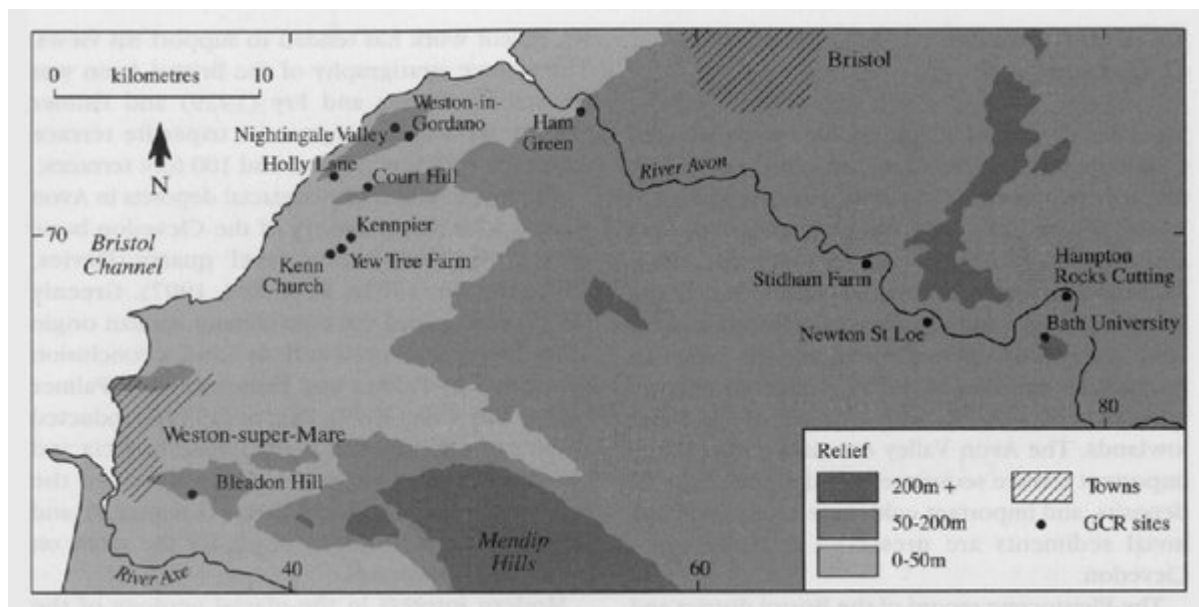 0 kilometres 10
N
Bristol
Weston-in-
Gordano
Nightingale Valley
Ham
Green
Holly Lane
Court Hill
River Avon
70
Bristol
Channel
Kennpier
Yew Tree Farm
Kenn
Church
Stidham Farm
Hampton
Rocks Cutting
Newton St Loe
Bath University
80
Weston-super-Mare
Bleadon Hill
Mendip
Hills
River Axe
40
60
Relief
200m +
50-200m
0-50m
Towns
GCR sites